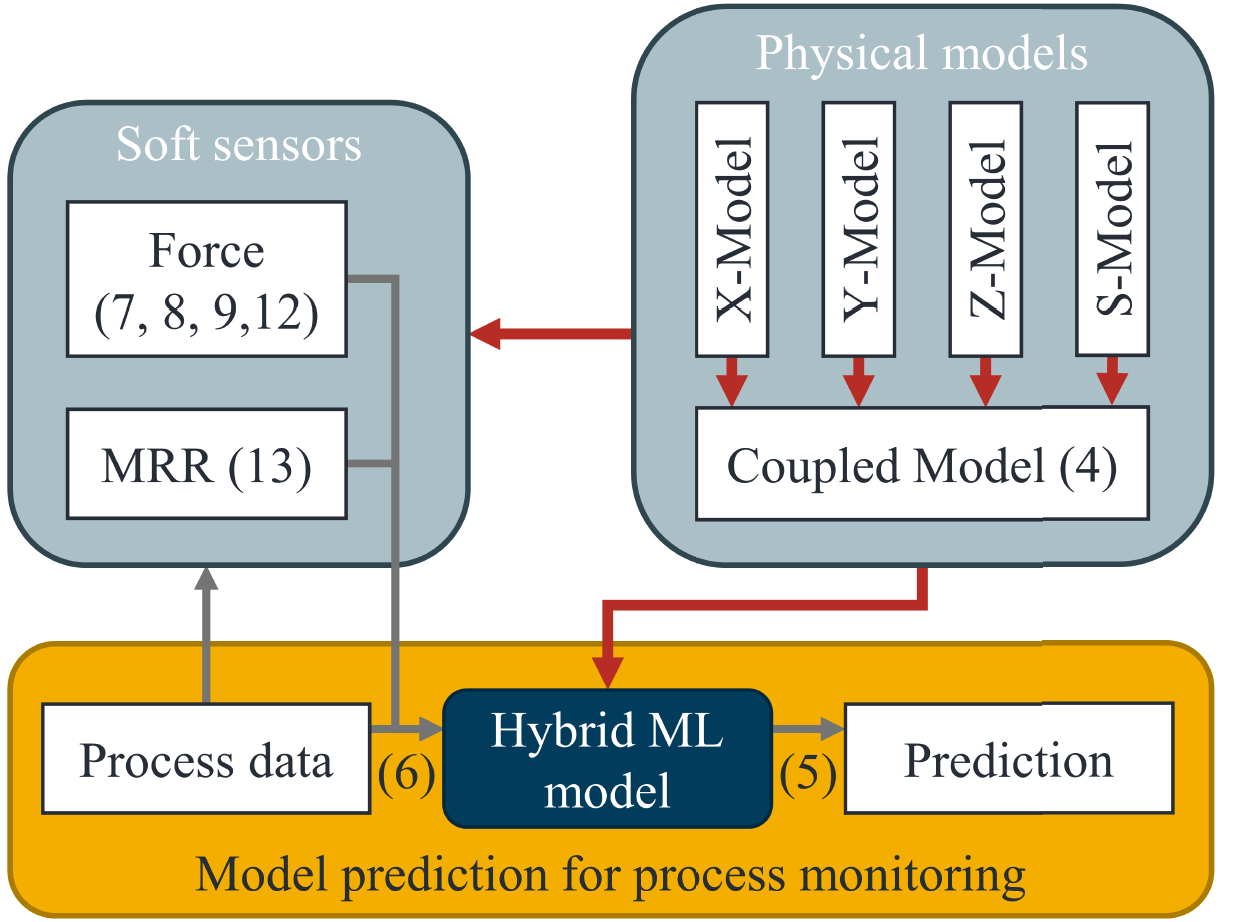 Physical models
X-Model
Y-Model
Z-Model
S-Model
Coupled Model (4)
Soft sensors
Force
(7, 8, 9,12)
MRR (13)
Process data
(6)
Hybrid ML
model
(5)
Prediction
Model prediction for process monitoring